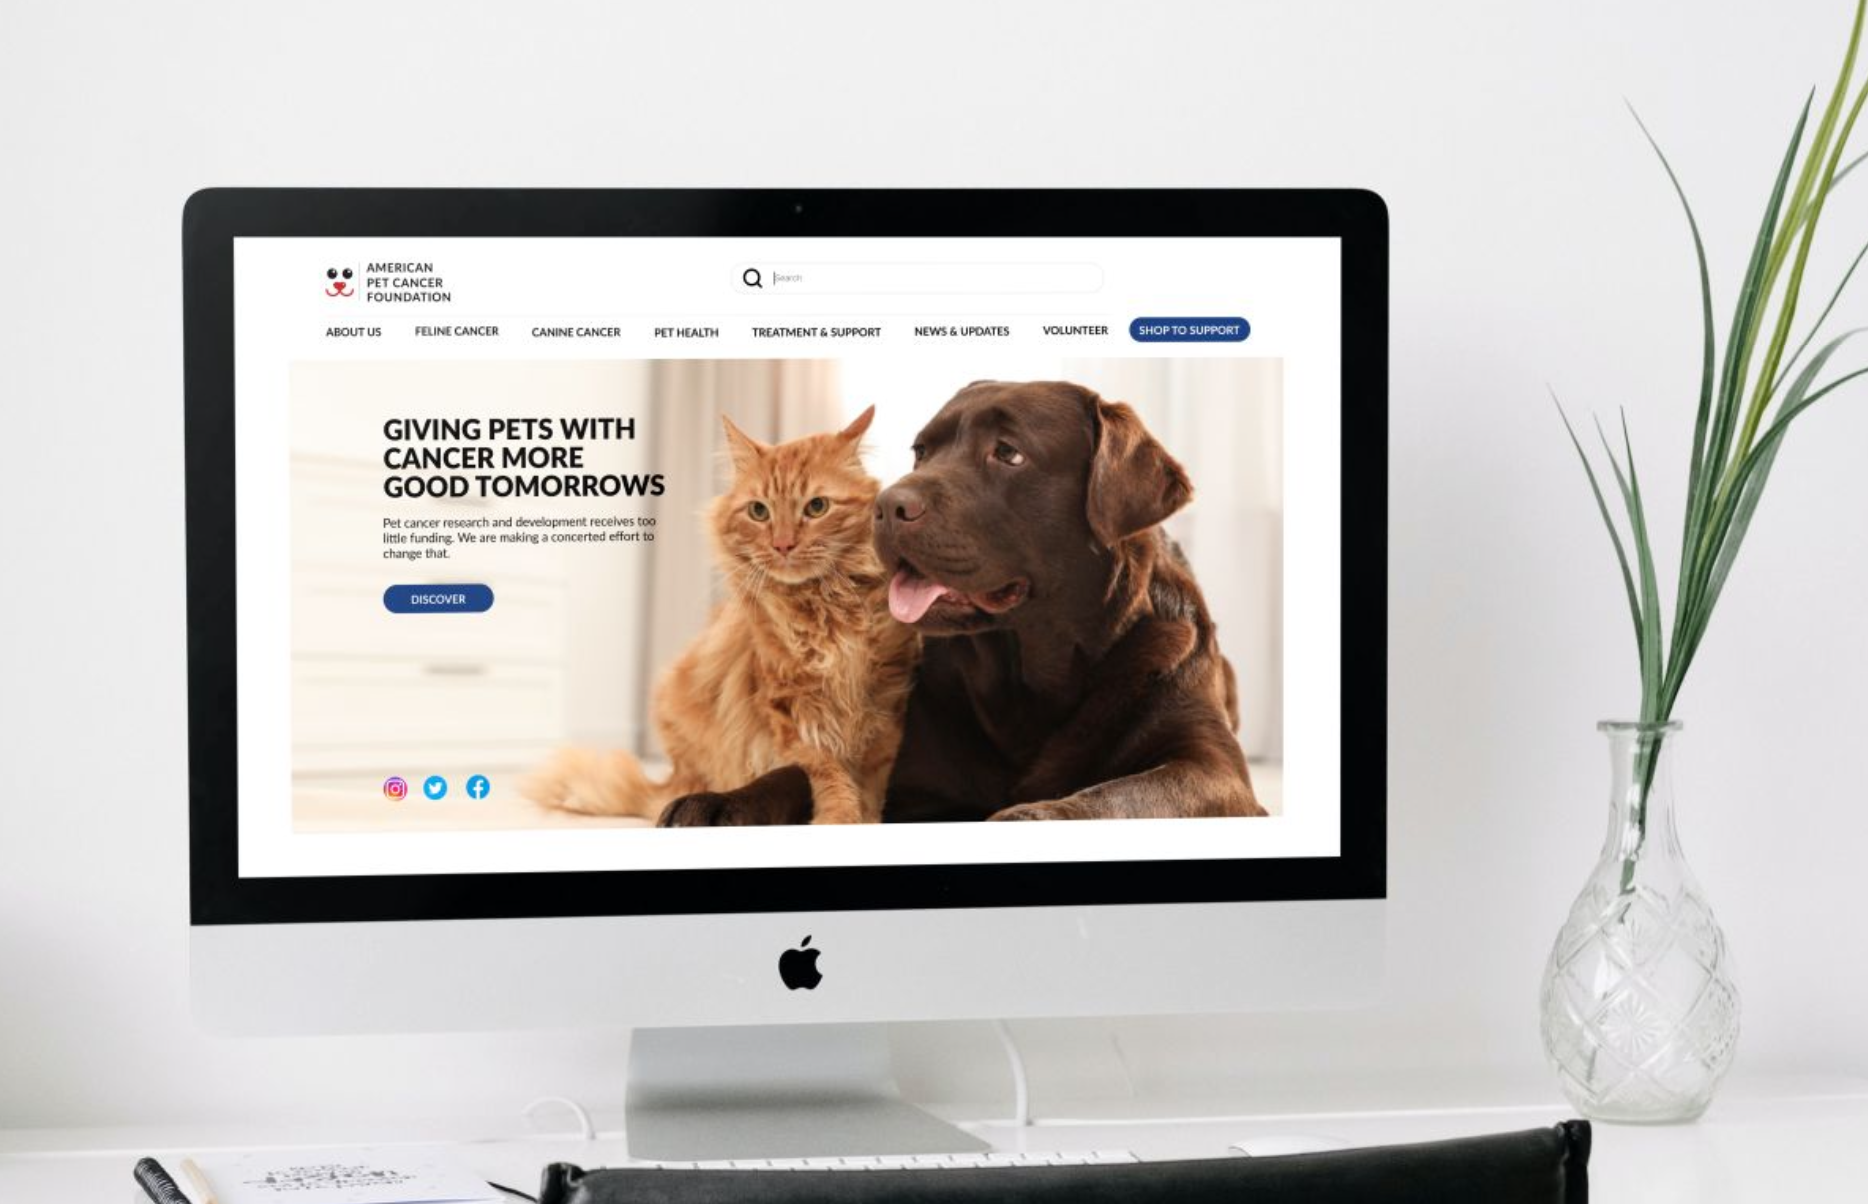 AMERICAN
PET CANCER
FOUNDATION
Search
ABOUT US FELINE CANCER CANINE CANCER PET HEALTH TREATMENT & SUPPORT NEWS & UPDATES VOLUNTEER SHOP TO SUPPORT
GIVING PETS WITH
CANCER MORE
GOOD TOMORROWS
Pet cancer research and development receives too
little funding. We are making a concerted effort to
change that.
DISCOVER